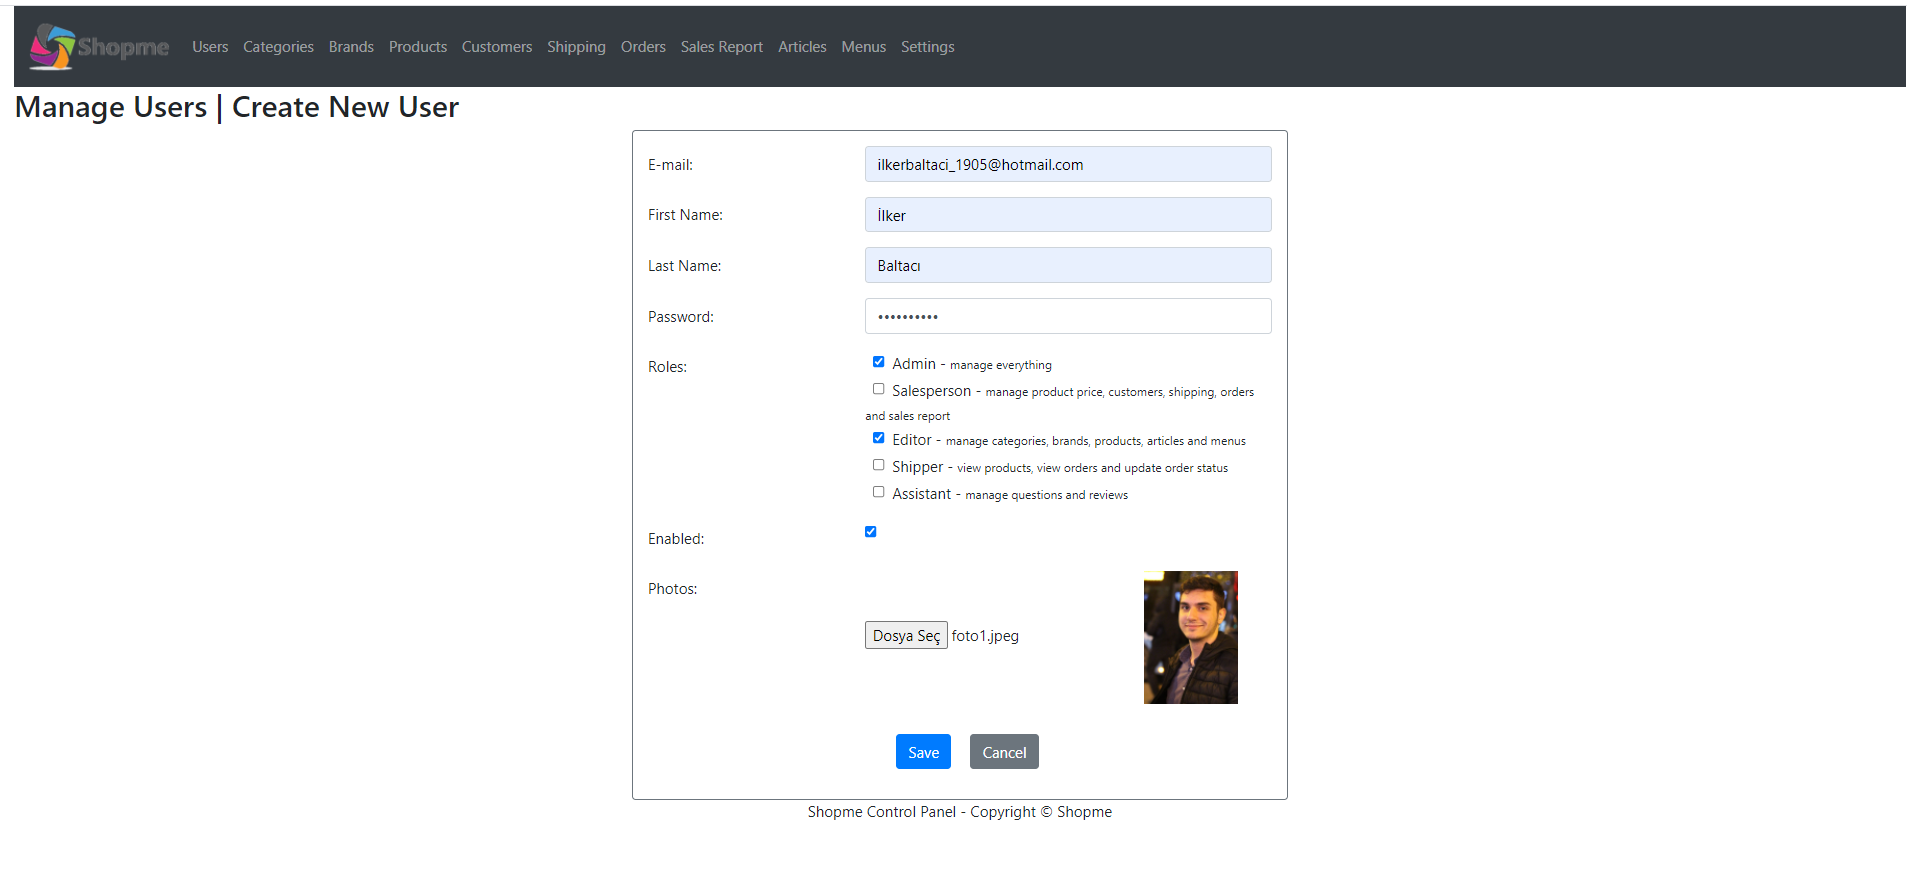 Shopme Users Categories Brands Products Customers Shipping Orders Sales Report Articles Menus Settings
Manage Users | Create New User
E-mail: ilkerbaltaci_1905@hotmail.com
First Name: İlker
Last Name: Baltacı
Password: ••••••••••
Roles: Admin - manage everything
Salesperson - manage product price, customers, shipping, orders
and sales report
Editor - manage categories, brands, products, articles and menus
Shipper - view products, view orders and update order status
Assistant - manage questions and reviews
Enabled:
Photos:
Dosya Seç foto1.jpeg
Save Cancel
Shopme Control Panel - Copyright © Shopme